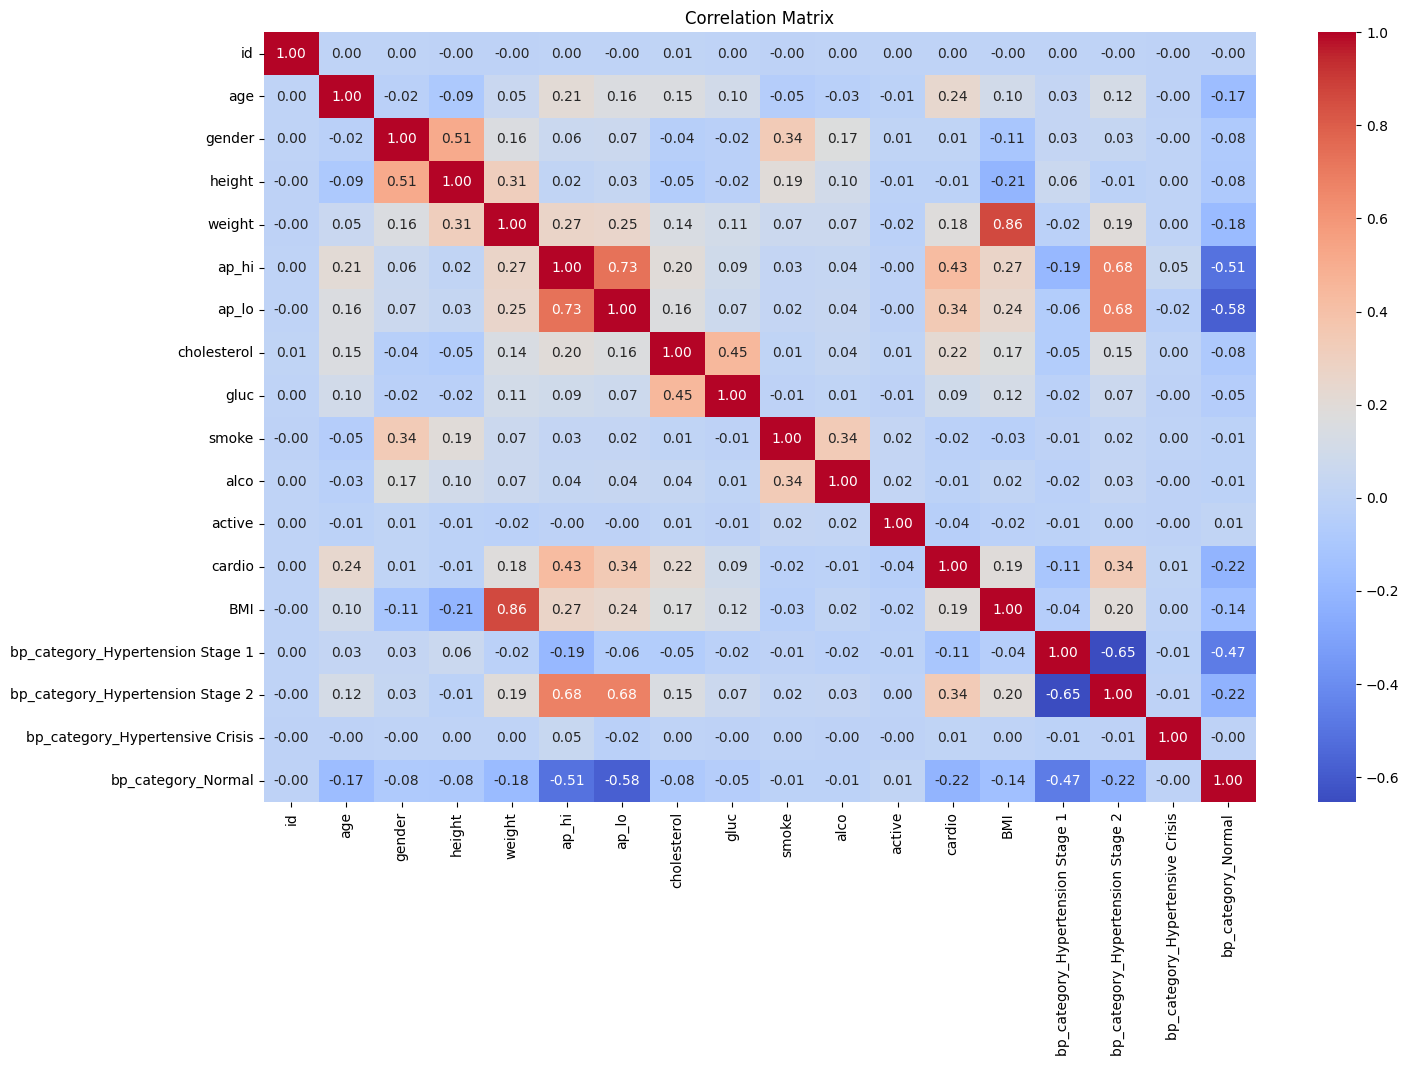 Correlation Matrix
id 1.00 0.00 0.00 -0.00 -0.00 0.00 -0.00 0.01 0.00 -0.00 0.00 0.00 0.00 -0.00 0.00 -0.00 -0.00 -0.00
age 0.00 1.00 -0.02 -0.09 0.05 0.21 0.16 0.15 0.10 -0.05 -0.03 -0.01 0.24 0.10 0.03 0.12 -0.00 -0.17
gender 0.00 -0.02 1.00 0.51 0.16 0.06 0.07 -0.04 -0.02 0.34 0.17 0.01 0.01 -0.11 0.03 0.03 -0.00 -0.08
height -0.00 -0.09 0.51 1.00 0.31 0.02 0.03 -0.05 -0.02 0.19 0.10 -0.01 -0.01 -0.21 0.06 -0.01 0.00 -0.08
weight -0.00 0.05 0.16 0.31 1.00 0.27 0.25 0.14 0.11 0.07 0.07 -0.02 0.18 0.86 -0.02 0.19 0.00 -0.18
ap_hi 0.00 0.21 0.06 0.02 0.27 1.00 0.73 0.20 0.09 0.03 0.04 -0.00 0.43 0.27 -0.19 0.68 0.05 -0.51
ap_lo -0.00 0.16 0.07 0.03 0.25 0.73 1.00 0.16 0.07 0.02 0.04 -0.00 0.34 0.24 -0.06 0.68 -0.02 -0.58
cholesterol 0.01 0.15 -0.04 -0.05 0.14 0.20 0.16 1.00 0.45 0.01 0.04 0.01 0.22 0.17 -0.05 0.15 0.00 -0.08
gluc 0.00 0.10 -0.02 -0.02 0.11 0.09 0.07 0.45 1.00 -0.01 0.01 -0.01 0.09 0.12 -0.02 0.07 -0.00 -0.05
smoke -0.00 -0.05 0.34 0.19 0.07 0.03 0.02 0.01 -0.01 1.00 0.34 0.02 -0.02 -0.03 -0.01 0.02 0.00 -0.01
alco 0.00 -0.03 0.17 0.10 0.07 0.04 0.04 0.04 0.01 0.34 1.00 0.02 -0.01 0.02 -0.02 0.03 -0.00 -0.01
active 0.00 -0.01 0.01 -0.01 -0.02 -0.00 -0.00 0.01 -0.01 0.02 0.02 1.00 -0.04 -0.02 -0.01 0.00 -0.00 0.01
cardio 0.00 0.24 0.01 -0.01 0.18 0.43 0.34 0.22 0.09 -0.02 -0.01 -0.04 1.00 0.19 -0.11 0.34 0.01 -0.22
BMI -0.00 0.10 -0.11 -0.21 0.86 0.27 0.24 0.17 0.12 -0.03 0.02 -0.02 0.19 1.00 -0.04 0.20 0.00 -0.14
bp_category_Hypertension Stage 1 0.00 0.03 0.03 0.06 -0.02 -0.19 -0.06 -0.05 -0.02 -0.01 -0.02 -0.01 -0.11 -0.04 1.00 -0.65 -0.01 -0.47
bp_category_Hypertension Stage 2 -0.00 0.12 0.03 -0.01 0.19 0.68 0.68 0.15 0.07 0.02 0.03 0.00 0.34 0.20 -0.65 1.00 -0.01 -0.22
bp_category_Hypertensive Crisis -0.00 -0.00 -0.00 0.00 0.00 0.05 -0.02 0.00 -0.00 0.00 -0.00 -0.00 0.01 0.00 -0.01 -0.01 1.00 -0.00
bp_category_Normal -0.00 -0.17 -0.08 -0.08 -0.18 -0.51 -0.58 -0.08 -0.05 -0.01 -0.01 0.01 -0.22 -0.14 -0.47 -0.22 -0.00 1.00
id
age
gender
height
weight
ap_hi
ap_lo
cholesterol
gluc
smoke
alco
active
cardio
BMI
bp_category_Hypertension Stage 1
bp_category_Hypertension Stage 2
bp_category_Hypertensive Crisis
bp_category_Normal
1.0
0.8
0.6
0.4
0.2
0.0
−0.2
−0.4
−0.6